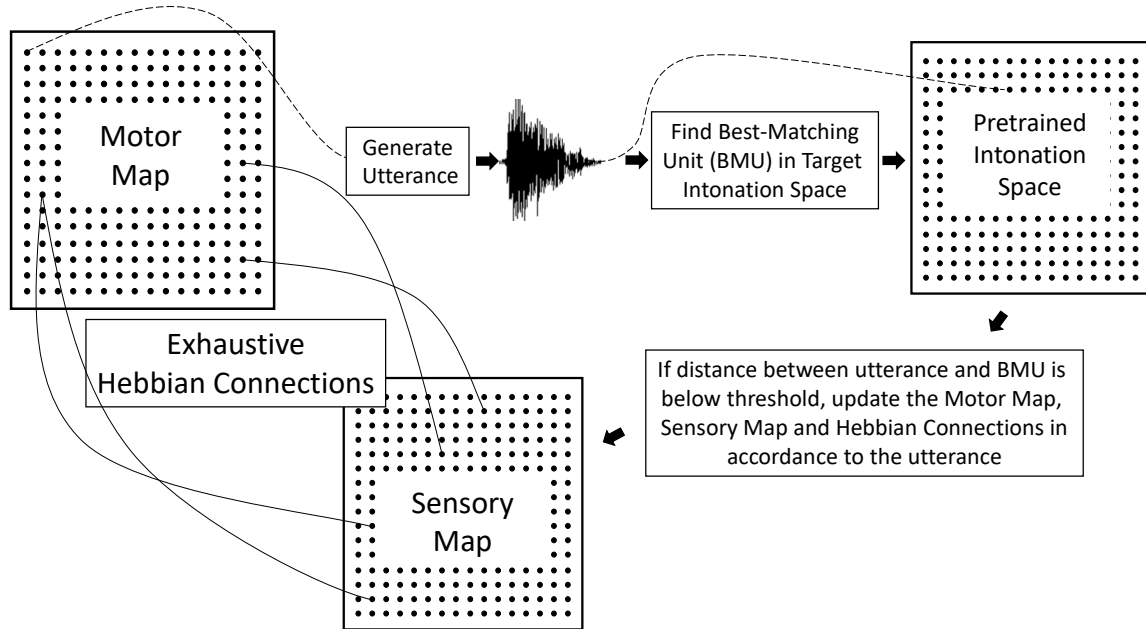 Motor
Map
Generate
Utterance
Find Best-Matching
Unit (BMU) in Target
Intonation Space
Pretrained
Intonation
Space
Exhaustive
Hebbian Connections
If distance between utterance and BMU is
below threshold, update the Motor Map,
Sensory Map and Hebbian Connections in
accordance to the utterance
Sensory
Map